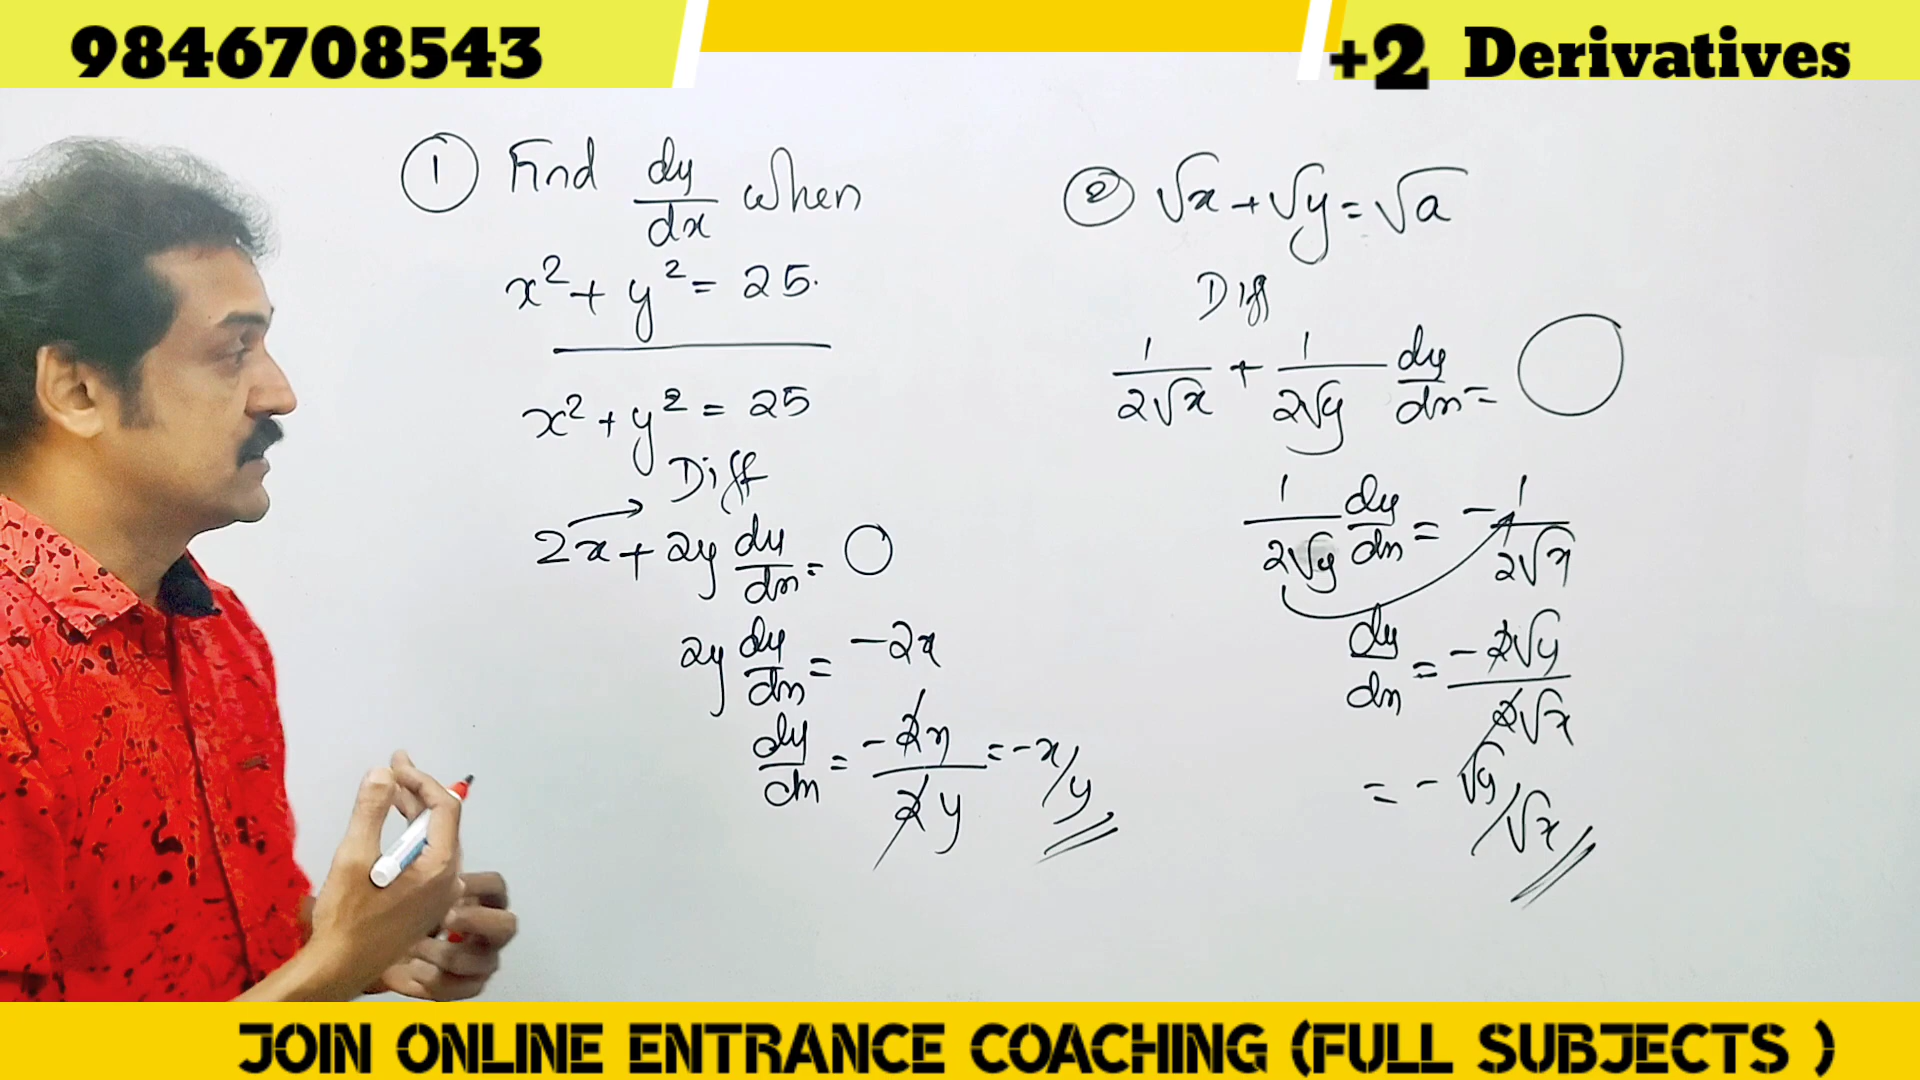 9846708543
+2 Derivatives
① Find dy/dx when
x² + y² = 25.
x² + y² = 25
Diff
2x + 2y dy/dx = 0
2y dy/dx = -2x
dy/dx = -2x/2y = -x/y
② √x + √y = √a
Diff
1/2√x + 1/2√y dy/dx = 0
1/2√y dy/dx = -1/2√x
dy/dx = -2√y/2√x
= -√y/√x
JOIN ONLINE ENTRANCE COACHING (FULL SUBJECTS )